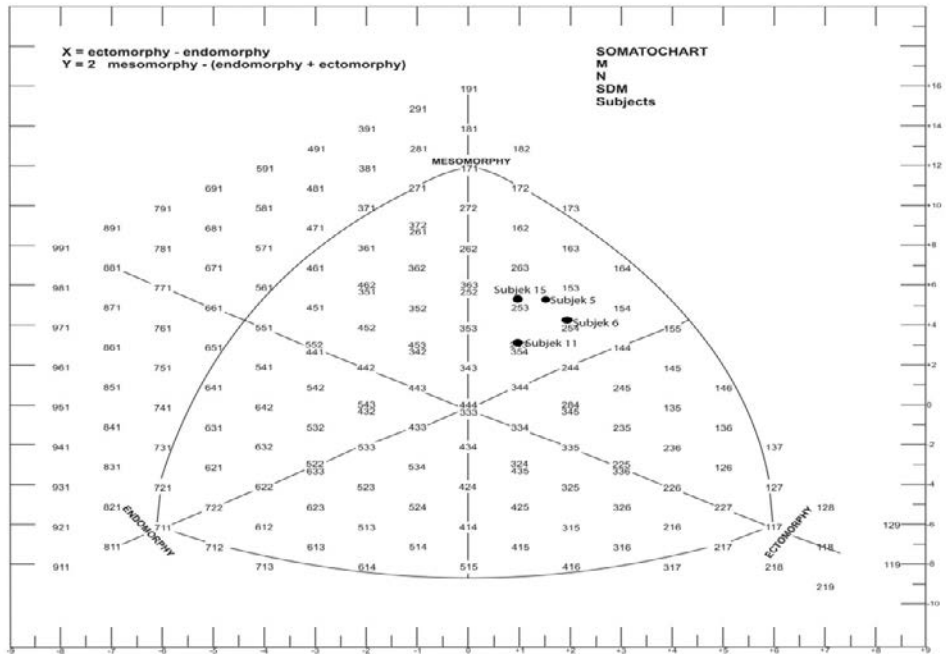 X = ectomorphy - endomorphy
Y = 2 mesomorphy - (endomorphy + ectomorphy)
SOMATOCHART
M
N
SDM
Subjects
191 +16
291
391 181 +14
491 281 182
MESOMORPHY
591 381 171 +12
691 481 271 172
791 581 371 272 173 +10
891 681 471 372 162
261
991 781 571 361 262 163 +8
881 671 461 362 263 164
981 771 561 462 363 153 +6
351 252
Subjek 15 Subjek 5
871 661 451 352 253 154
Subjek 6
971 761 551 452 353 254 155 +4
861 651 552 453 Subjek 11 144
441 342 354
961 751 541 442 343 244 145 +2
851 641 542 443 344 245 146
951 741 642 543 444 284 135 0
432 333 345
841 631 532 433 334 235 136
941 731 632 533 434 335 236 137 -2
831 621 522 534 324 225 126
633 435 336
931 721 622 523 424 325 226 127 -4
821 722 623 524 425 326 227 128
ENDOMORPHY ECTOMORPHY
921 711 612 513 414 315 216 117 129 -6
811 712 613 514 415 316 217 118
911 713 614 515 416 317 218 119 -8
219
-10
-9 -8 -7 -6 -5 -4 -3 -2 -1 0 +1 +2 +3 +4 +5 +6 +7 +8 +9